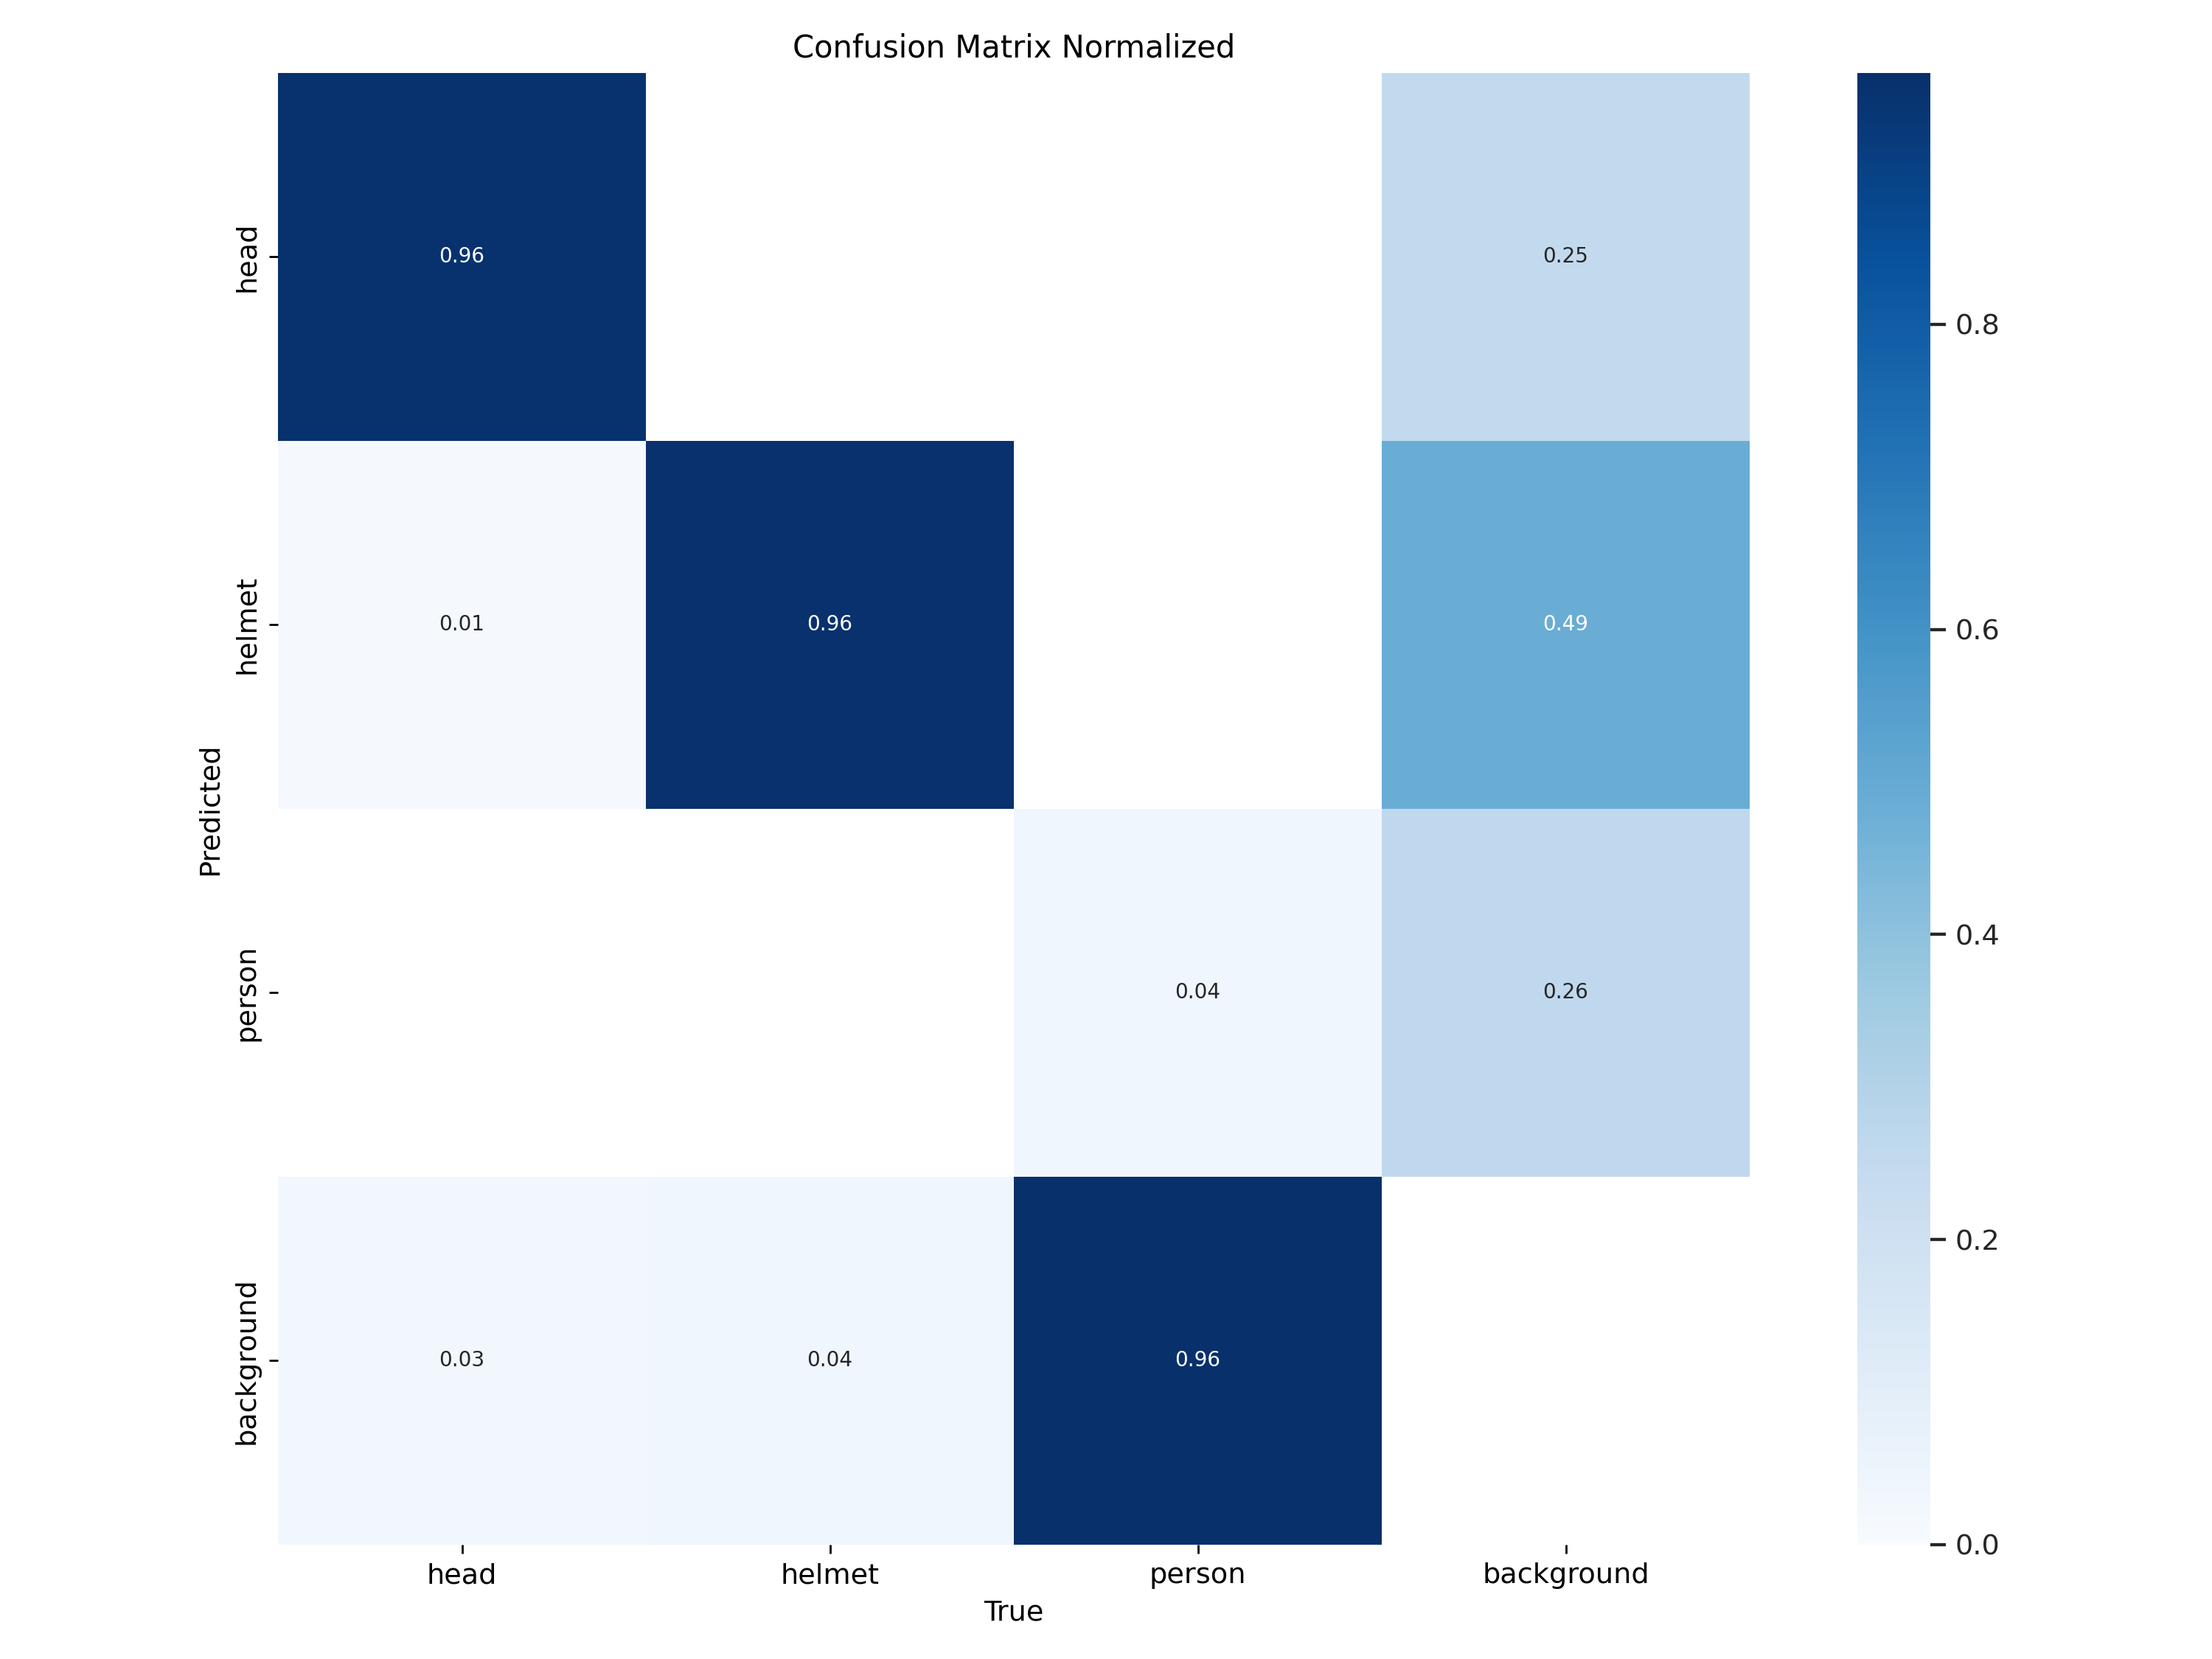 Confusion Matrix Normalized
head
0.96
0.25
0.8
helmet
0.01
0.96
0.49
0.6
Predicted
0.4
person
0.04
0.26
0.2
background
0.03
0.04
0.96
0.0
head
helmet
person
background
True